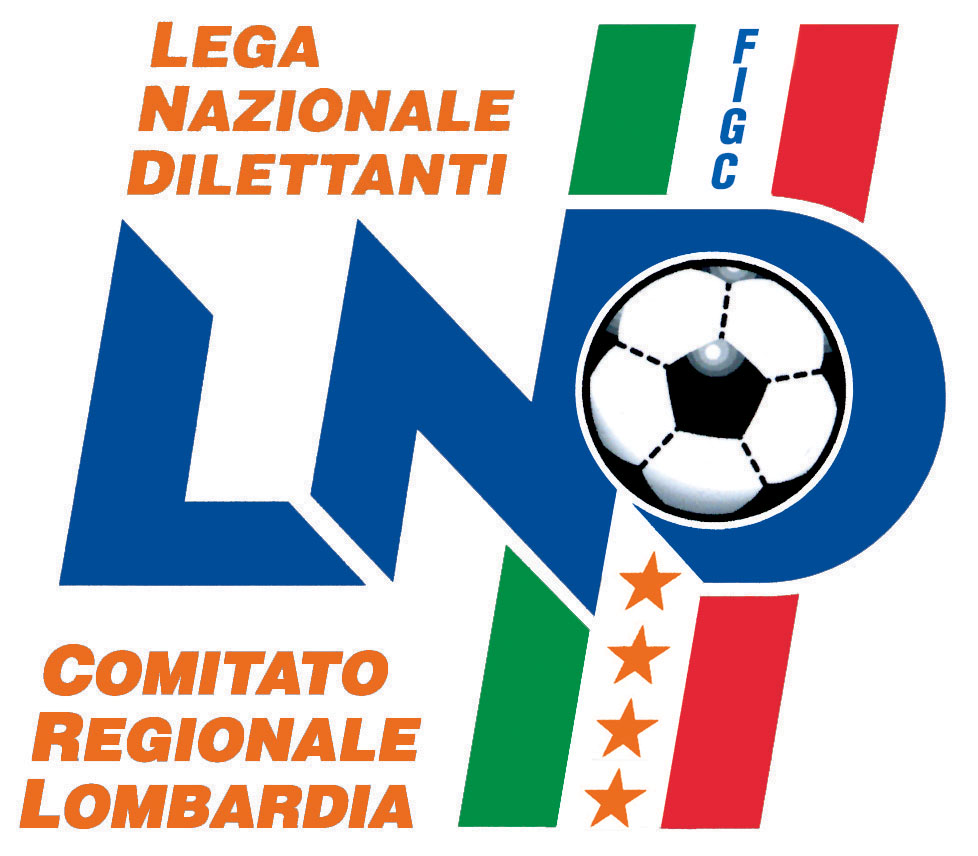 LEGA
NAZIONALE
DILETTANTI
FIGC
LND
COMITATO
REGIONALE
LOMBARDIA